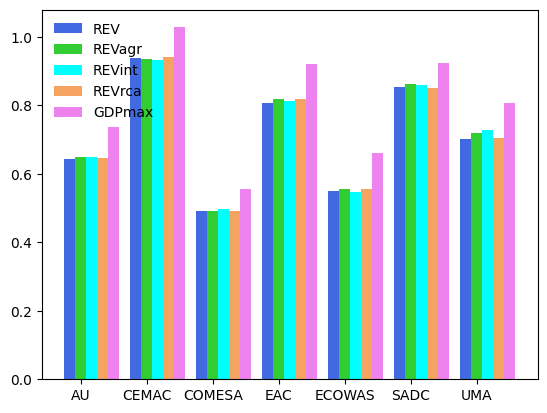 REV
REVagr
REVint
REVrca
GDPmax
1.0
0.8
0.6
0.4
0.2
0.0
AU CEMAC COMESA EAC ECOWAS SADC UMA